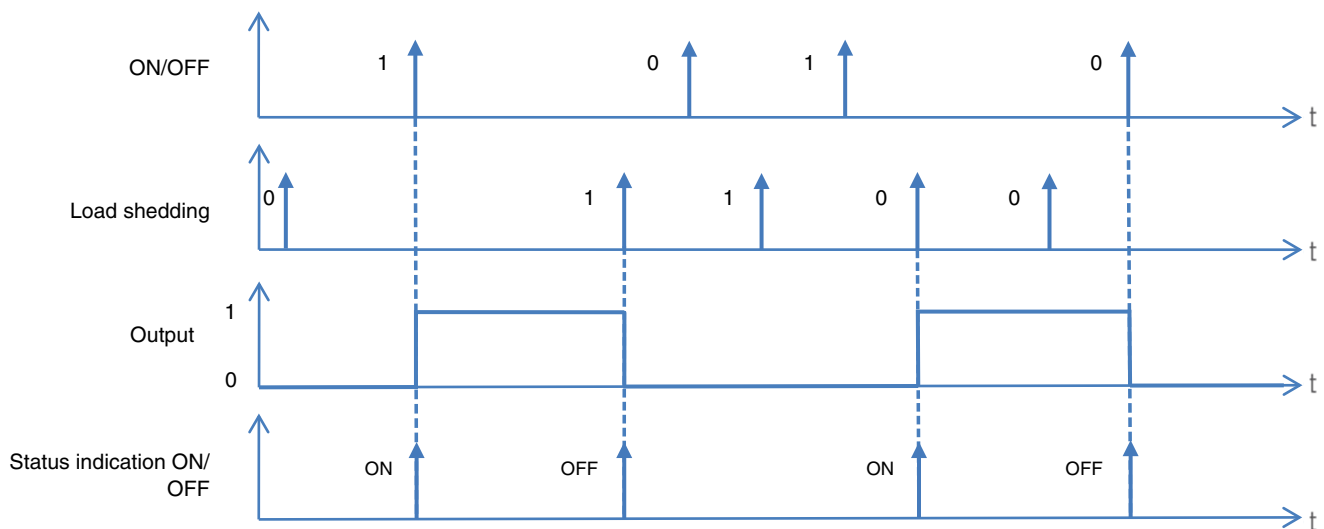 ON/OFF
1
0
1
0
t
Load shedding
0
1
1
0
0
t
Output
1
0
t
Status indication ON/
OFF
ON
OFF
ON
OFF
t